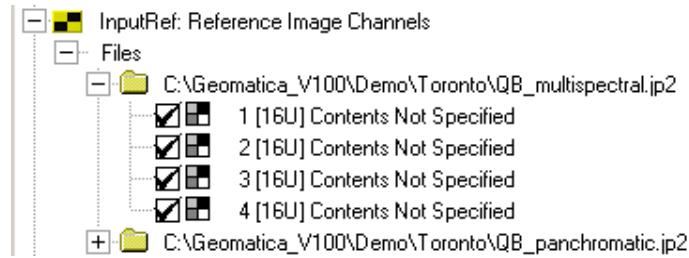 InputRef: Reference Image Channels
Files
C:\Geomatica_V100\Demo\Toronto\QB_multispectral.jp2
1 [16U] Contents Not Specified
2 [16U] Contents Not Specified
3 [16U] Contents Not Specified
4 [16U] Contents Not Specified
C:\Geomatica_V100\Demo\Toronto\QB_panchromatic.jp2